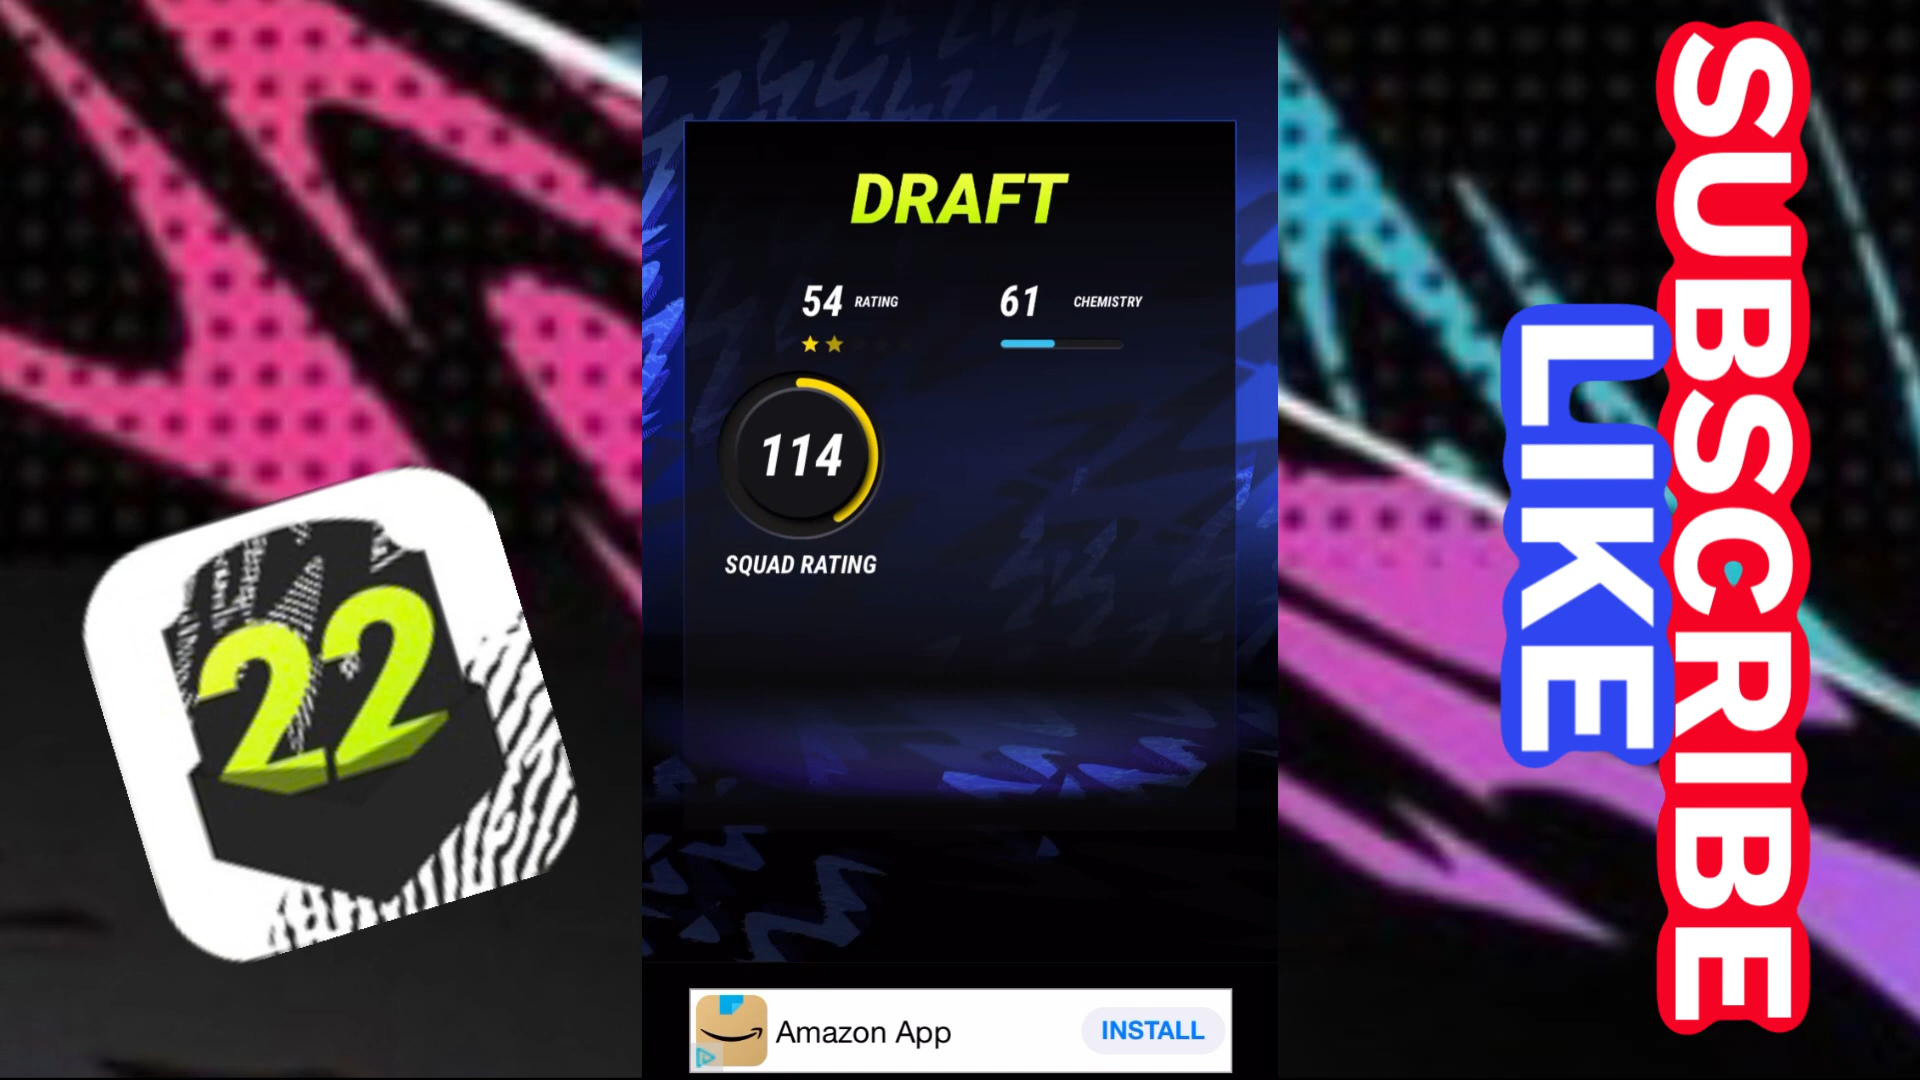 DRAFT
54 RATING
61 CHEMISTRY
114
SQUAD RATING
22
Amazon App
INSTALL
LIKE
SUBSCRIBE